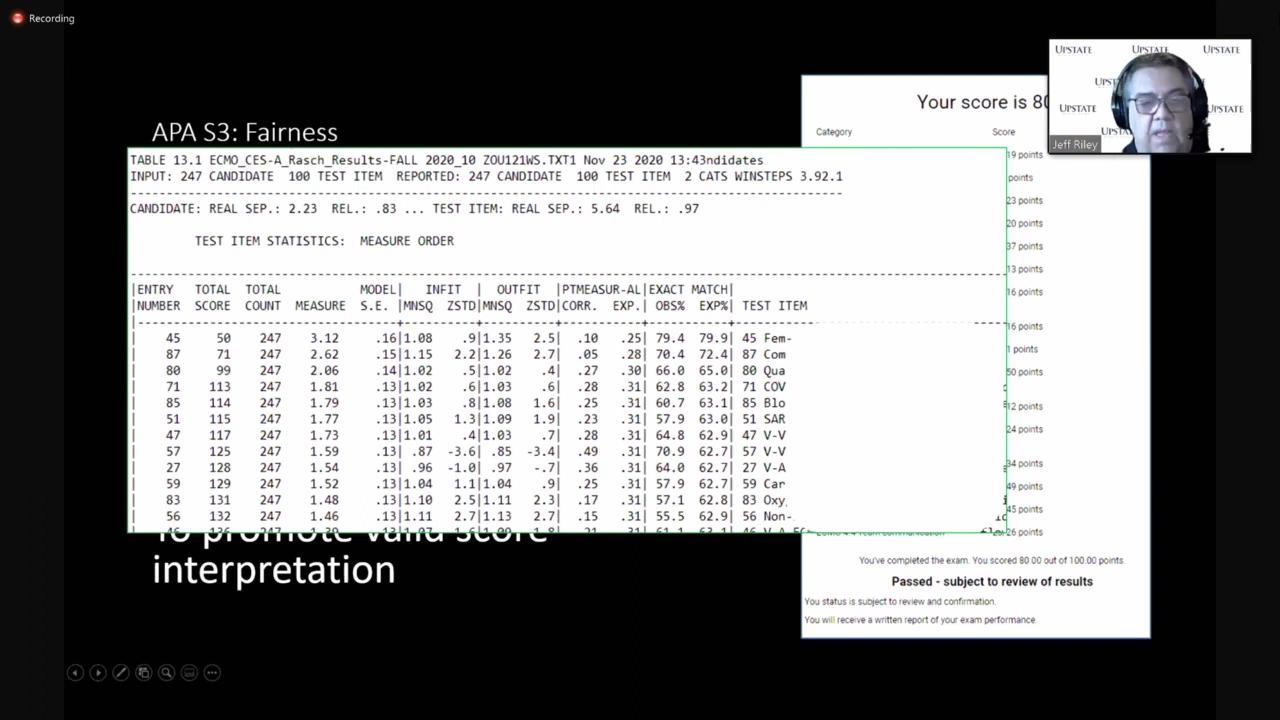 Recording
UPSTATE UPSTATE UPSTATE
UPSTATE UPSTATE
Jeff Riley
APA S3: Fairness
Your score is 80
Category Score
TABLE 13.1 ECMO_CES-A_Rasch_Results-FALL 2020_10 ZOU121WS.TXT1 Nov 23 2020 13:43ndidates
INPUT: 247 CANDIDATE 100 TEST ITEM REPORTED: 247 CANDIDATE 100 TEST ITEM 2 CATS WINSTEPS 3.92.1
CANDIDATE: REAL SEP.: 2.23 REL.: .83 ... TEST ITEM: REAL SEP.: 5.64 REL.: .97
TEST ITEM STATISTICS: MEASURE ORDER
|ENTRY TOTAL TOTAL MODEL| INFIT | OUTFIT |PTMEASUR-AL|EXACT MATCH|
|NUMBER SCORE COUNT MEASURE S.E. |MNSQ ZSTD|MNSQ ZSTD|CORR. EXP.| OBS% EXP%| TEST ITEM
| 45 50 247 3.12 .16|1.08 .9|1.35 2.5| .10 .25| 79.4 79.9| 45 Fem-
| 87 71 247 2.62 .15|1.15 2.2|1.26 2.7| .05 .28| 70.4 72.4| 87 Com
| 80 99 247 2.06 .14|1.02 .5|1.02 .4| .27 .30| 66.0 65.0| 80 Qua
| 71 113 247 1.81 .13|1.02 .6|1.03 .6| .28 .31| 62.8 63.2| 71 COV
| 85 114 247 1.79 .13|1.03 .8|1.08 1.6| .25 .31| 60.7 63.1| 85 Blo
| 51 115 247 1.77 .13|1.05 1.3|1.09 1.9| .23 .31| 57.9 63.0| 51 SAR
| 47 117 247 1.73 .13|1.01 .4|1.03 .7| .28 .31| 64.8 62.9| 47 V-V
| 57 125 247 1.59 .13| .87 -3.6| .85 -3.4| .49 .31| 70.9 62.7| 57 V-V
| 27 128 247 1.54 .13| .96 -1.0| .97 -.7| .36 .31| 64.0 62.7| 27 V-A
| 59 129 247 1.52 .13|1.04 1.1|1.04 .9| .25 .31| 57.9 62.7| 59 Car
| 83 131 247 1.48 .13|1.10 2.5|1.11 2.3| .17 .31| 57.1 62.8| 83 Oxy
| 56 132 247 1.46 .13|1.11 2.7|1.13 2.7| .15 .31| 55.5 62.9| 56 Non-
19 points
points
23 points
20 points
37 points
13 points
16 points
16 points
1 points
50 points
12 points
24 points
34 points
49 points
45 points
26 points
To promote valid score
interpretation
You've completed the exam. You scored 80.00 out of 100.00 points.
Passed - subject to review of results
You status is subject to review and confirmation.
You will receive a written report of your exam performance.